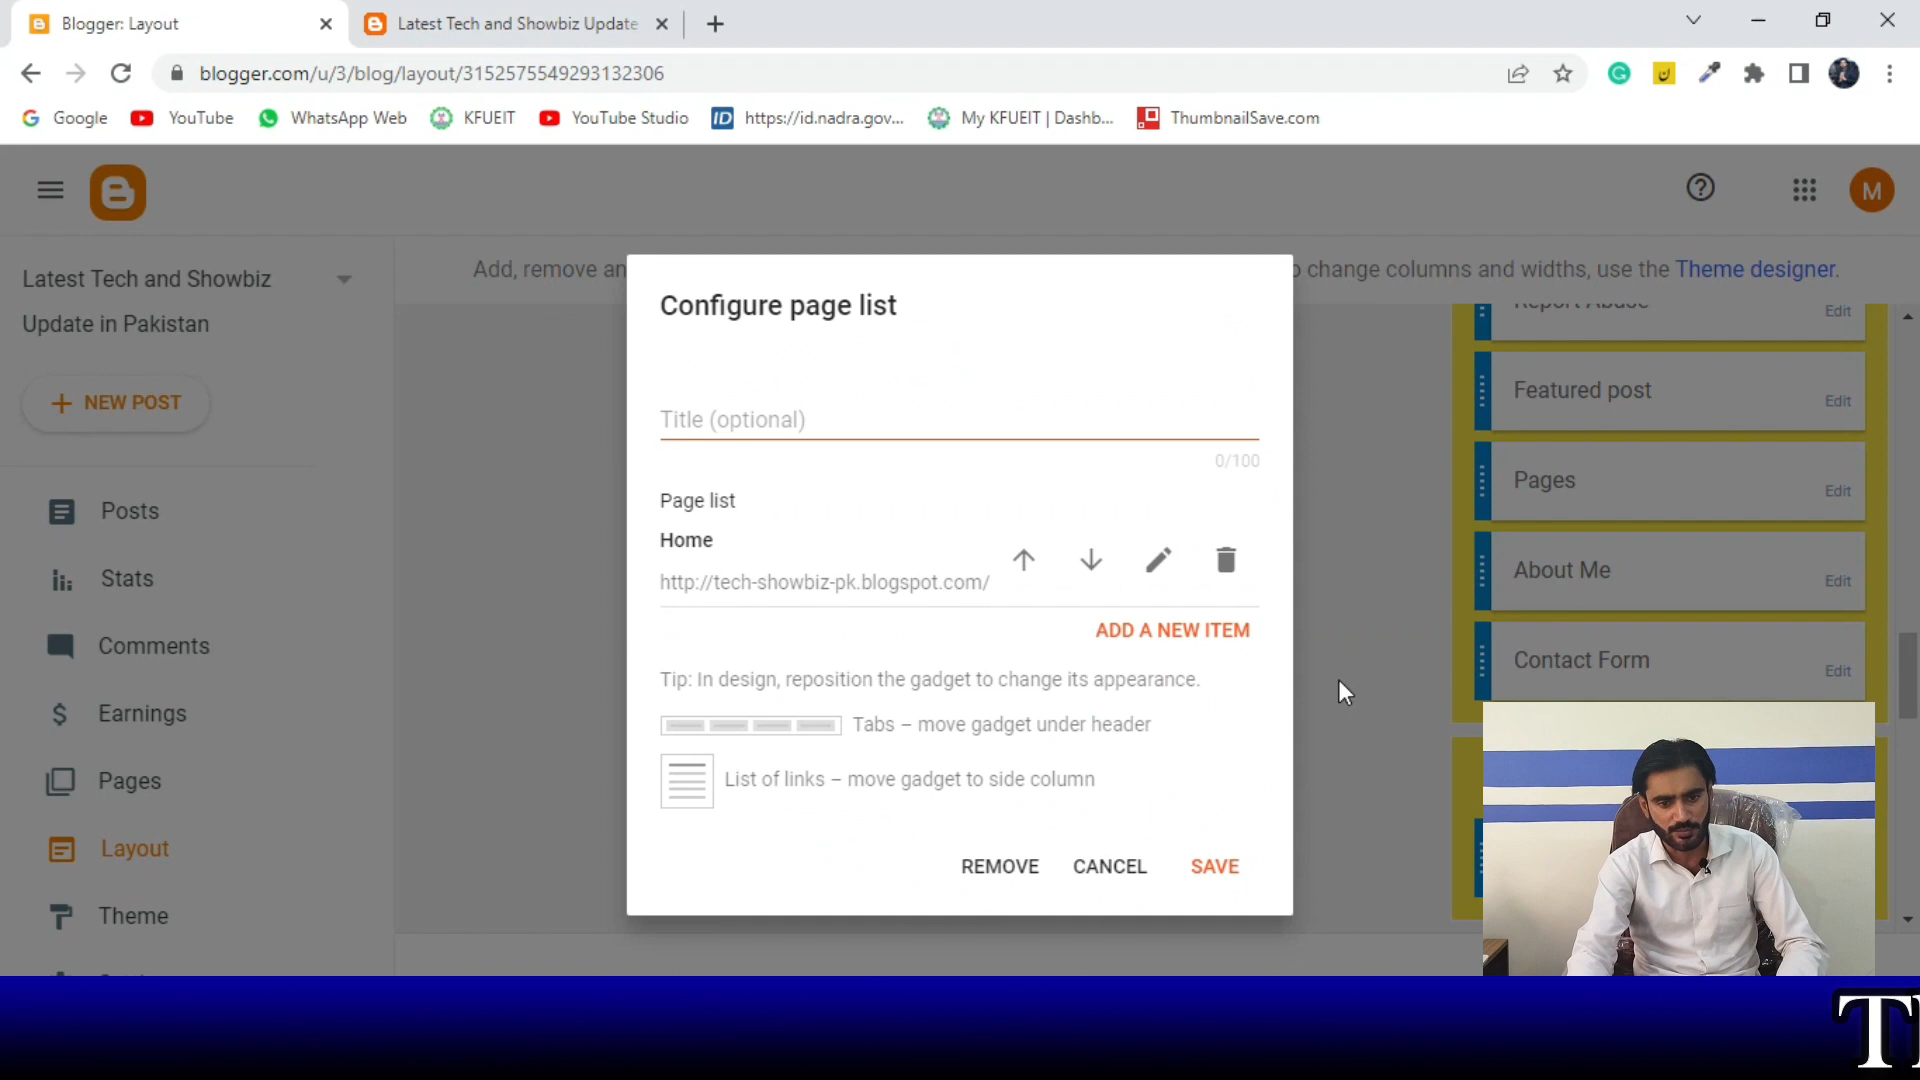 Blogger: Layout
Latest Tech and Showbiz Update
blogger.com/u/3/blog/layout/3152575549293132306
Google
YouTube
WhatsApp Web
KFUEIT
YouTube Studio
ID
https://id.nadra.gov...
My KFUEIT | Dashb...
ThumbnailSave.com
M
Latest Tech and Showbiz
Update in Pakistan
NEW POST
Posts
Stats
Comments
Earnings
Pages
Layout
Theme
Add, remove an
o change columns and widths, use the Theme designer.
Configure page list
Title (optional)
0/100
Page list
Home
http://tech-showbiz-pk.blogspot.com/
ADD A NEW ITEM
Tip: In design, reposition the gadget to change its appearance.
Tabs – move gadget under header
List of links – move gadget to side column
REMOVE
CANCEL
SAVE
Report Abuse
Edit
Featured post
Edit
Pages
Edit
About Me
Edit
Contact Form
Edit